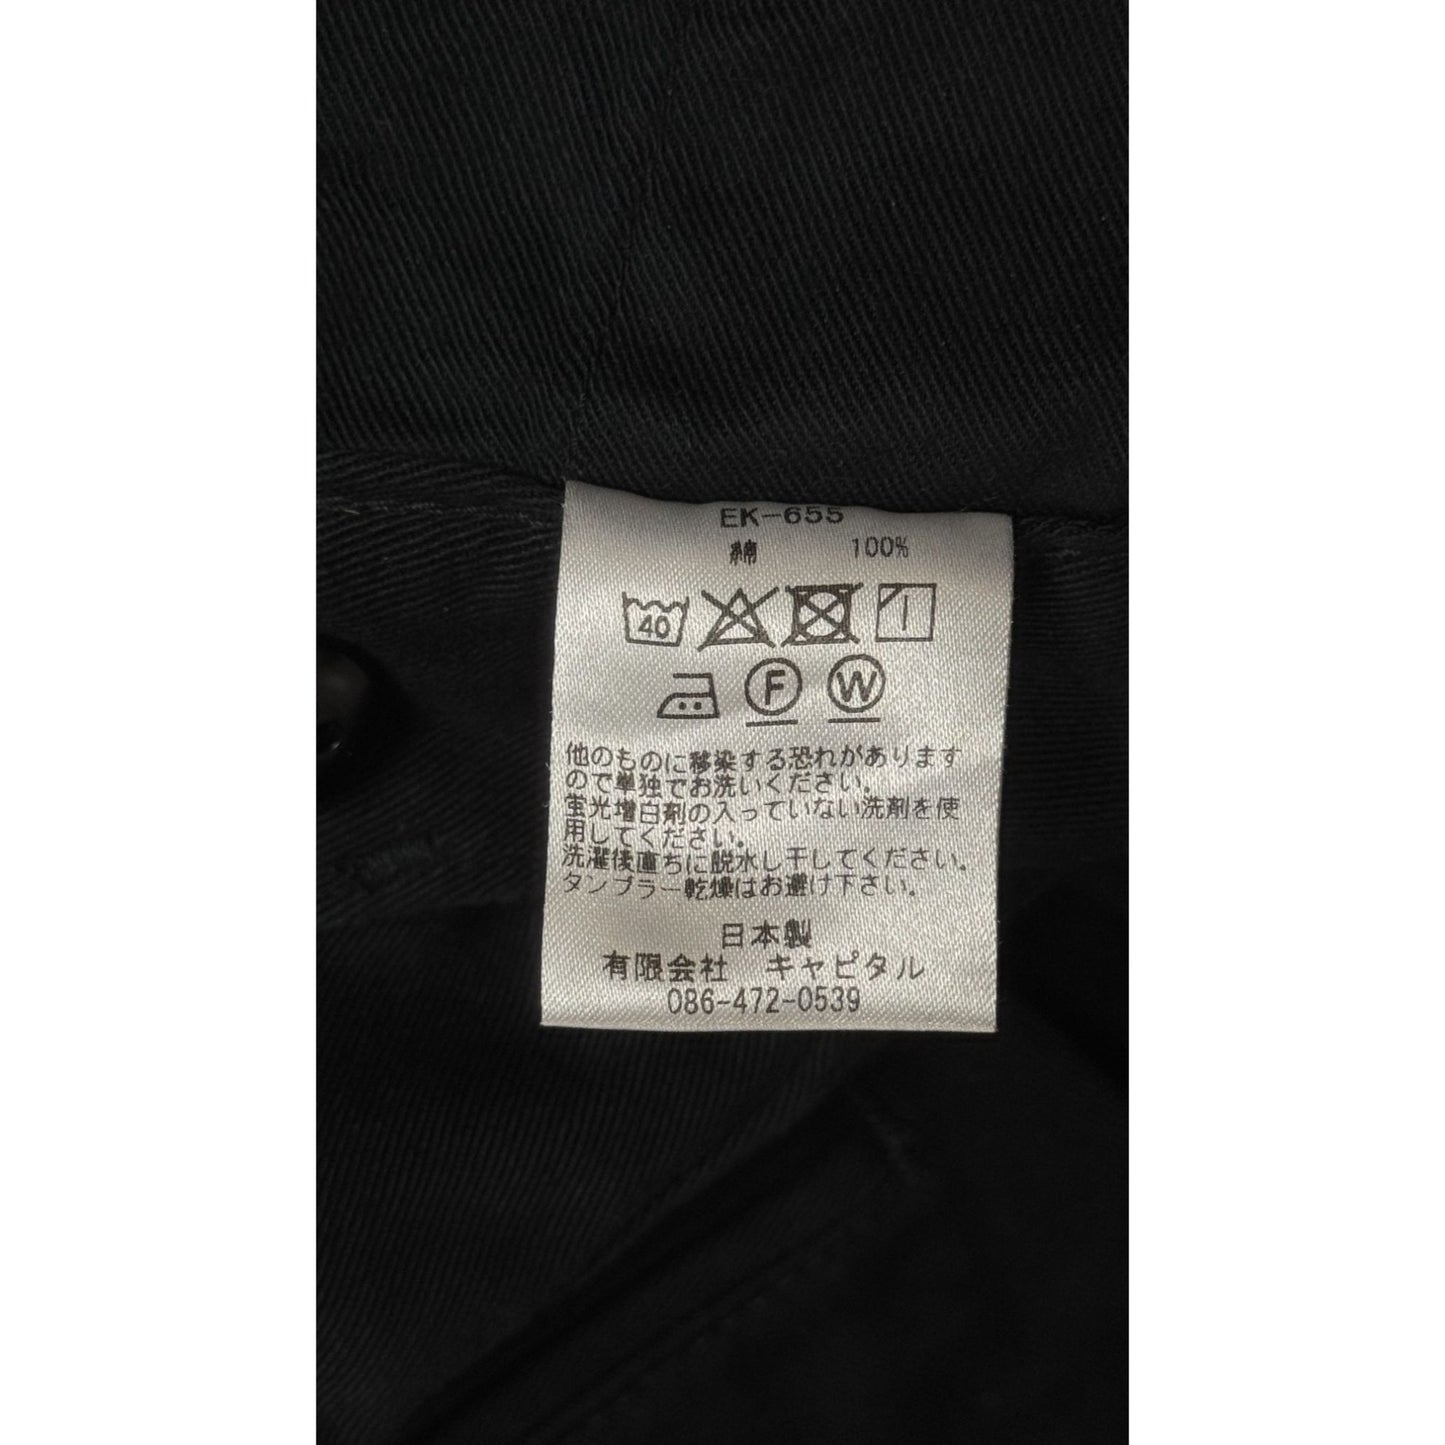 EK-655
綿 100%
40
F W
他のものに移染する恐れがあります
ので単独でお洗いください。
蛍光増白剤の入っていない洗剤を使
用してください。
洗濯後直ちに脱水し干してください。
タンブラー乾燥はお避け下さい。
日本製
有限会社 キャピタル
086-472-0539